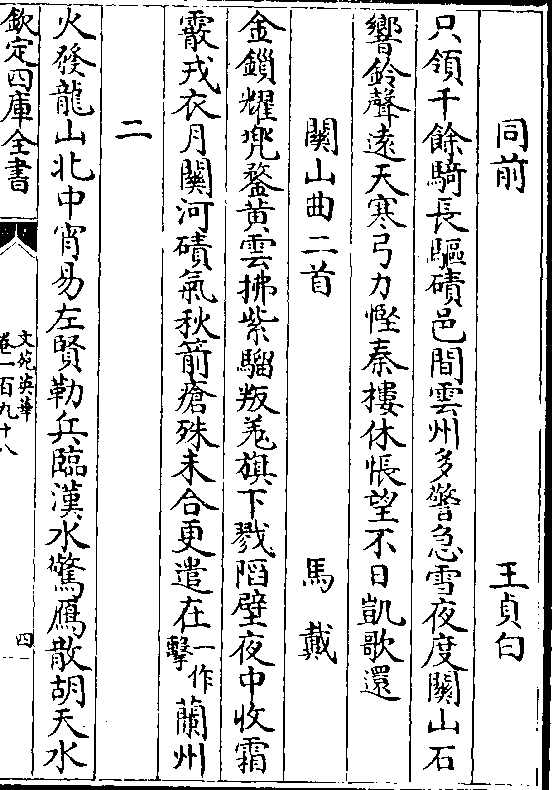 同前 王貞白
只領千餘騎長驅磧邑間雲州多警急雪夜度關山石
響鈴聲遠天寒弓力慳秦樓休悵望不日凱歌還
關山曲二首 馬戴
金鎖耀兜鍪黄雲拂紫騮叛羗旗下戮陷壁夜中收霜
霰戎衣月關河磧氣秋箭瘡殊未合更遣在一作擊蘭州
二
火發龍山北中宵易左賢勒兵臨漢水驚鴈散胡天水
欽定四庫全書 文苑英華 卷一百九十八 四